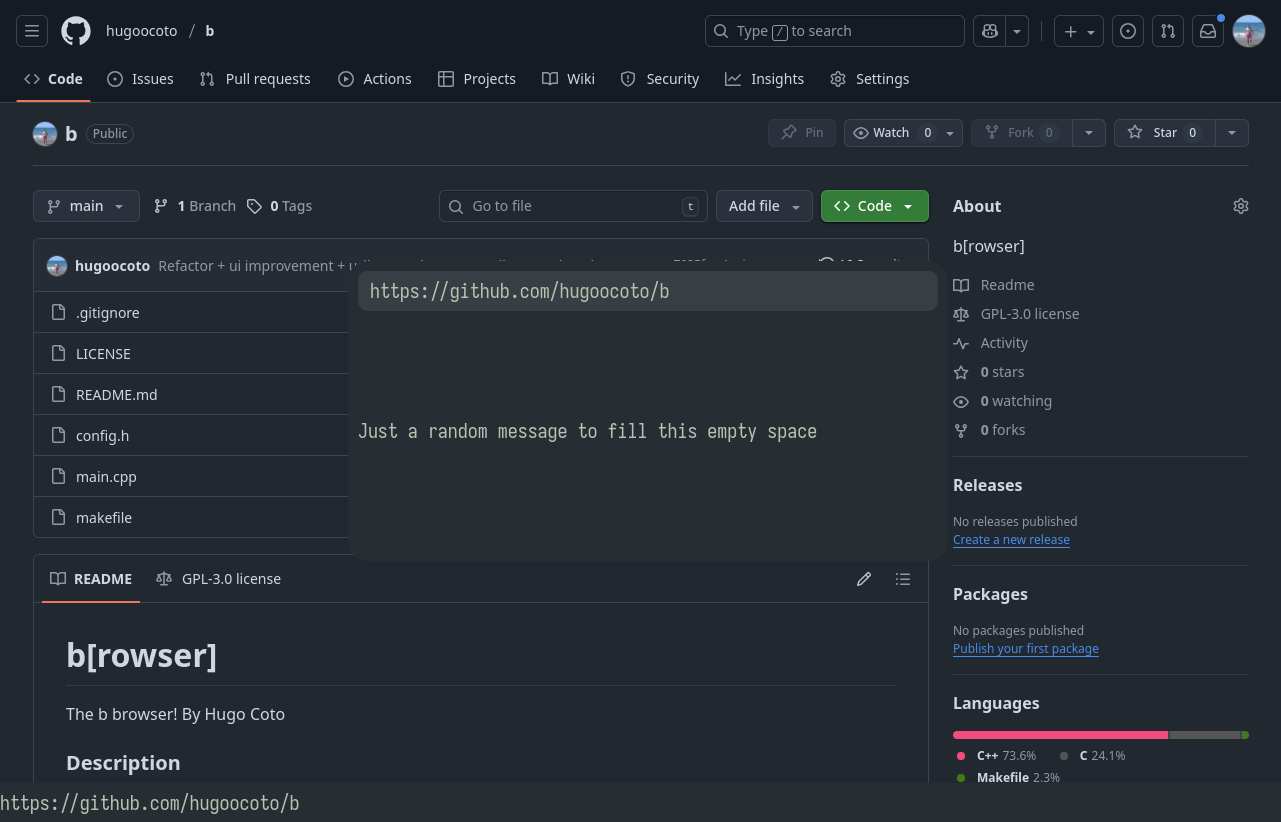 hugoocoto / b
Type / to search
Code Issues Pull requests Actions Projects Wiki Security Insights Settings
b Public
Pin Watch 0 Fork 0 Star 0
main 1 Branch 0 Tags Go to file t Add file Code
hugoocoto Refactor + ui improvement +
https://github.com/hugoocoto/b
.gitignore
LICENSE
README.md
config.h
main.cpp
makefile
Just a random message to fill this empty space
README GPL-3.0 license
b[rowser]
The b browser! By Hugo Coto
Description
About
b[rowser]
Readme
GPL-3.0 license
Activity
0 stars
0 watching
0 forks
Releases
No releases published
Create a new release
Packages
No packages published
Publish your first package
Languages
C++ 73.6% C 24.1%
Makefile 2.3%
https://github.com/hugoocoto/b